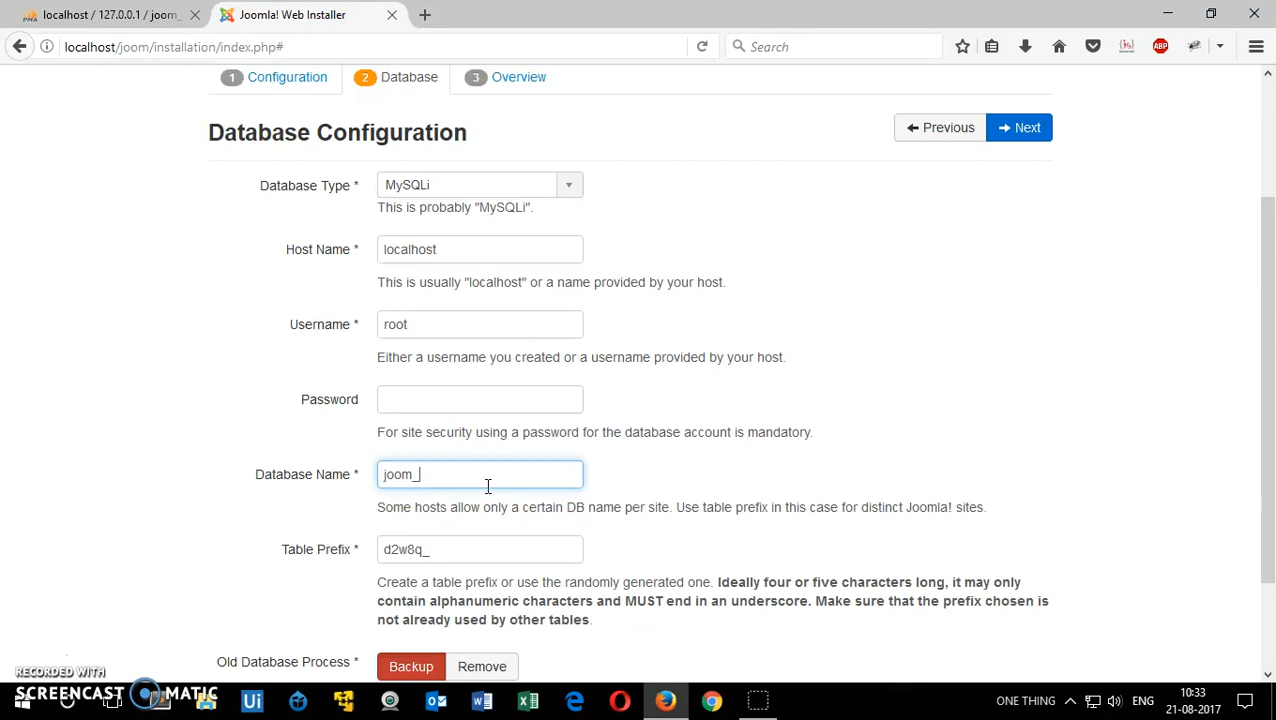 localhost / 127.0.0.1 / joom_
Joomla! Web Installer
localhost/joom/installation/index.php#
Search
ABP
1 Configuration
2 Database
3 Overview
Database Configuration
Previous
Next
Database Type *
MySQLi
This is probably "MySQLi".
Host Name *
localhost
This is usually "localhost" or a name provided by your host.
Username *
root
Either a username you created or a username provided by your host.
Password
For site security using a password for the database account is mandatory.
Database Name *
joom_
Some hosts allow only a certain DB name per site. Use table prefix in this case for distinct Joomla! sites.
Table Prefix *
d2w8q_
Create a table prefix or use the randomly generated one. Ideally four or five characters long, it may only
contain alphanumeric characters and MUST end in an underscore. Make sure that the prefix chosen is
not already used by other tables.
Old Database Process *
Backup
Remove
RECORDED WITH
SCREENCAST MATIC
Ui
ONE THING
ENG
10:33
21-08-2017